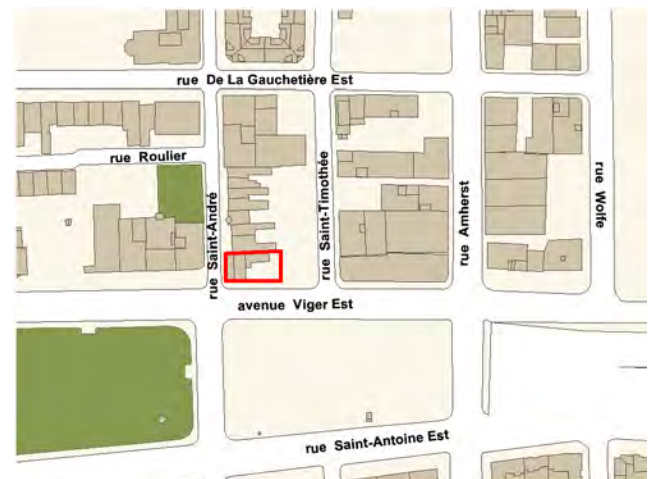 rue De La Gauchetière Est
rue Roulier
rue Saint-André
rue Saint-Timothée
rue Amherst
rue Wolfe
avenue Viger Est
rue Saint-Antoine Est